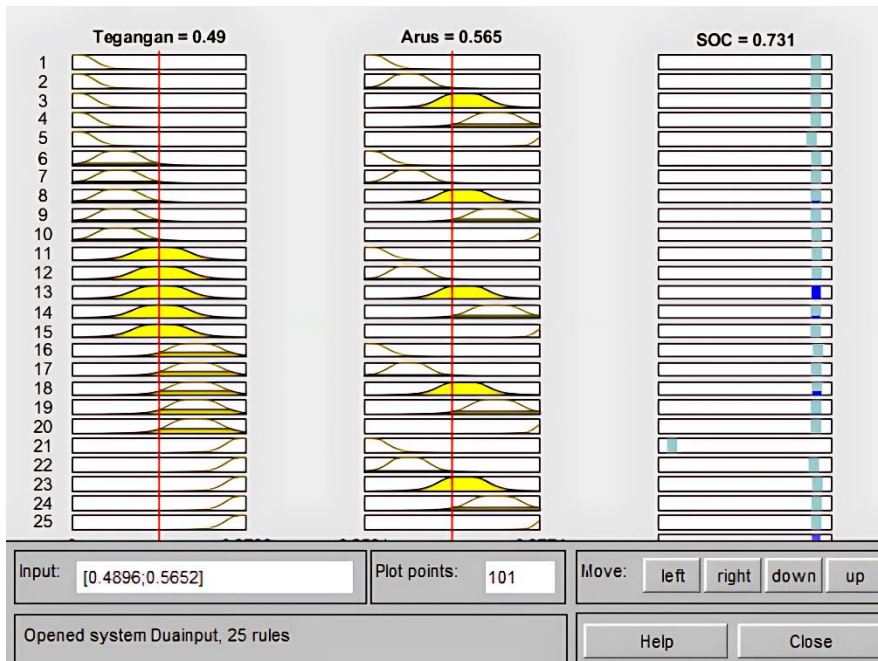 Tegangan = 0.49
Arus = 0.565
SOC = 0.731
1
2
3
4
5
6
7
8
9
10
11
12
13
14
15
16
17
18
19
20
21
22
23
24
25
Input:
[0.4896;0.5652]
Plot points:
101
Move:
left
right
down
up
Opened system Duainput, 25 rules
Help
Close